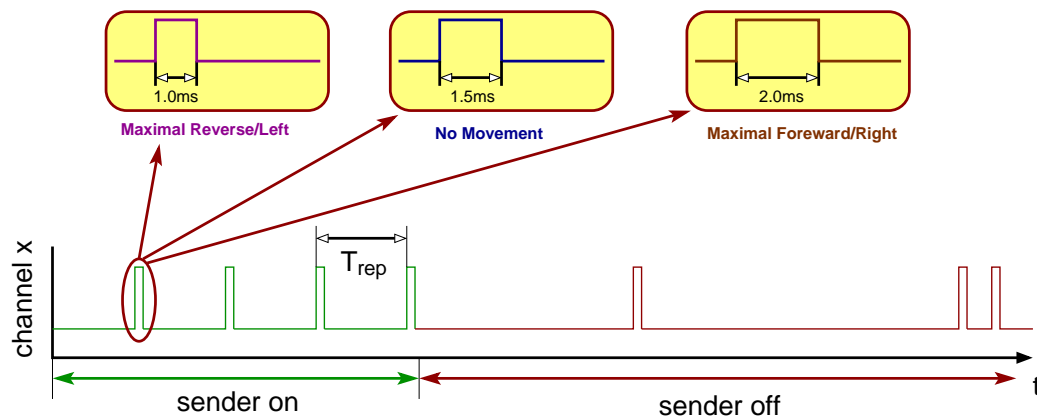 1.0ms
1.5ms
2.0ms
Maximal Reverse/Left
No Movement
Maximal Foreward/Right
channel x
Trep
t
sender on
sender off